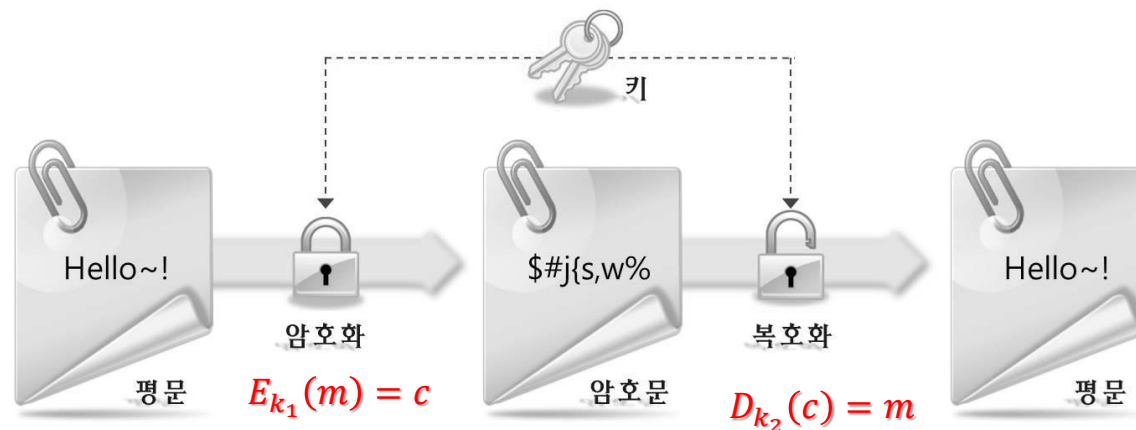 키
Hello~!
$#j{s,w%
Hello~!
암호화
복호화
평문
암호문
평문
$E_{k_1}(m) = c$
$D_{k_2}(c) = m$